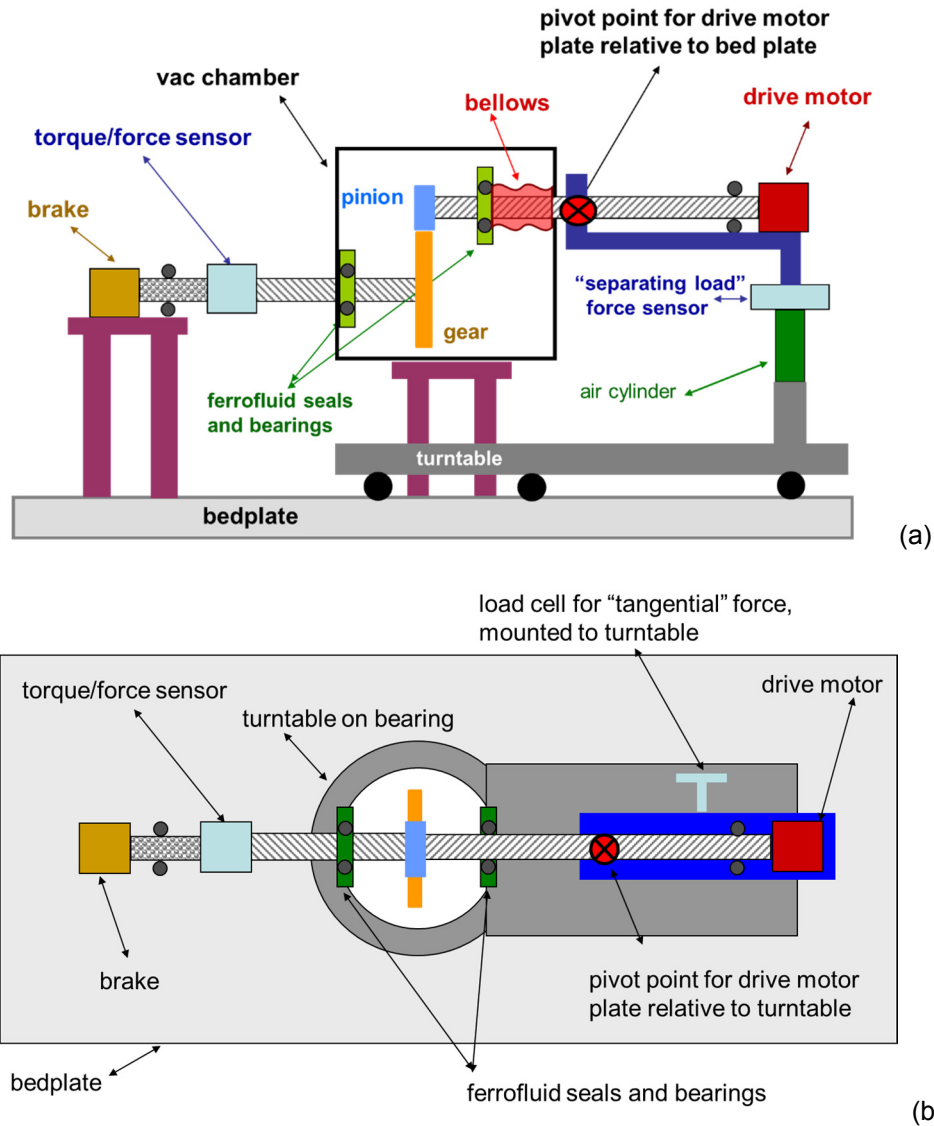 pivot point for drive motor
plate relative to bed plate
vac chamber
bellows
drive motor
torque/force sensor
pinion
brake
“separating load”
force sensor
gear
ferrofluid seals
and bearings
air cylinder
turntable
bedplate
(a)
load cell for “tangential” force,
mounted to turntable
torque/force sensor
drive motor
turntable on bearing
brake
pivot point for drive motor
plate relative to turntable
bedplate
ferrofluid seals and bearings
(b